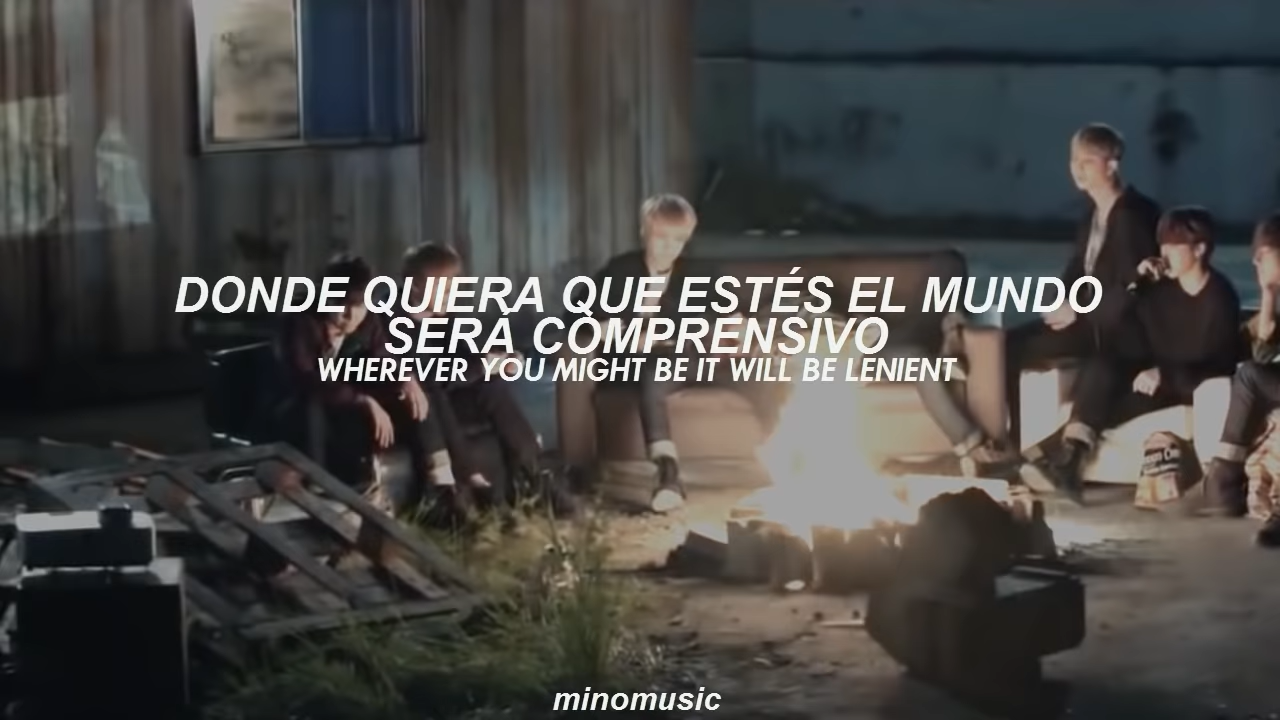 DONDE QUIERA QUE ESTÉS EL MUNDO
SERÁ COMPRENSIVO
WHEREVER YOU MIGHT BE IT WILL BE LENIENT
minomusic